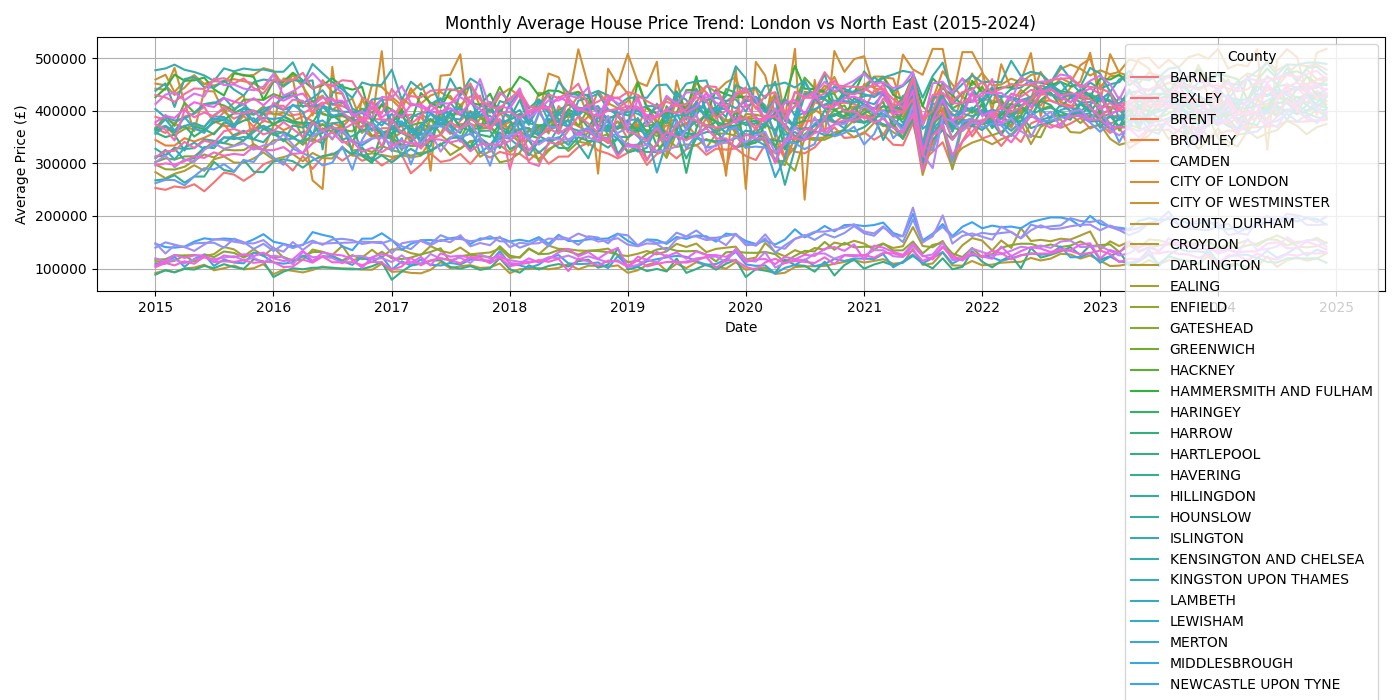 Monthly Average House Price Trend: London vs North East (2015-2024)
Average Price (£)
500000
400000
300000
200000
100000
2015 2016 2017 2018 2019 2020 2021 2022 2023 2025
Date
County
BARNET
BEXLEY
BRENT
BROMLEY
CAMDEN
CITY OF LONDON
CITY OF WESTMINSTER
COUNTY DURHAM
CROYDON
DARLINGTON
EALING
ENFIELD
GATESHEAD
GREENWICH
HACKNEY
HAMMERSMITH AND FULHAM
HARINGEY
HARROW
HARTLEPOOL
HAVERING
HILLINGDON
HOUNSLOW
ISLINGTON
KENSINGTON AND CHELSEA
KINGSTON UPON THAMES
LAMBETH
LEWISHAM
MERTON
MIDDLESBROUGH
NEWCASTLE UPON TYNE